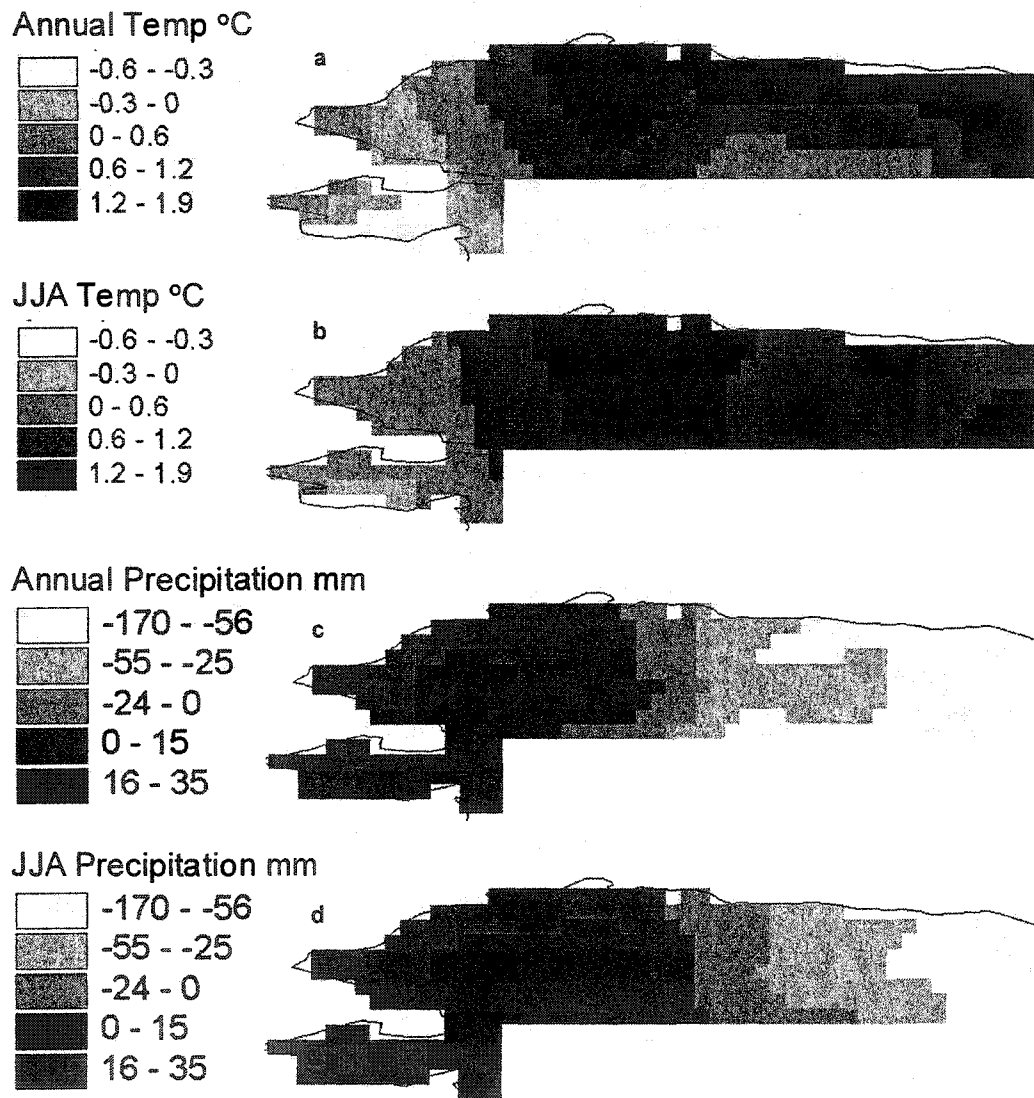 Annual Temp ºC
-0.6 - -0.3
-0.3 - 0
0 - 0.6
0.6 - 1.2
1.2 - 1.9
a
JJA Temp ºC
-0.6 - -0.3
-0.3 - 0
0 - 0.6
0.6 - 1.2
1.2 - 1.9
b
Annual Precipitation mm
-170 - -56
-55 - -25
-24 - 0
0 - 15
16 - 35
c
JJA Precipitation mm
-170 - -56
-55 - -25
-24 - 0
0 - 15
16 - 35
d